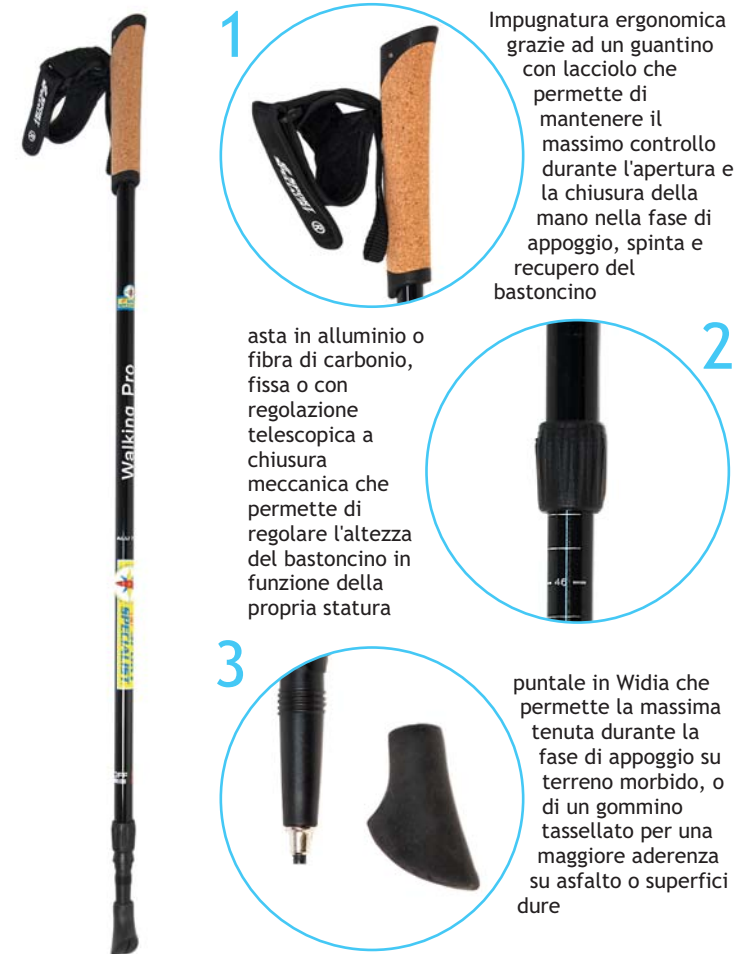 1
Impugnatura ergonomica
grazie ad un guantino
con lacciolo che
permette di
mantenere il
massimo controllo
durante l'apertura e
la chiusura della
mano nella fase di
appoggio, spinta e
recupero del
bastoncino
2
asta in alluminio o
fibra di carbonio,
fissa o con
regolazione
telescopica a
chiusura
meccanica che
permette di
regolare l'altezza
del bastoncino in
funzione della
propria statura
46
3
puntale in Widia che
permette la massima
tenuta durante la
fase di appoggio su
terreno morbido, o
di un gommino
tassellato per una
maggiore aderenza
su asfalto o superfici
dure
Walking Pro
SPECIALIST